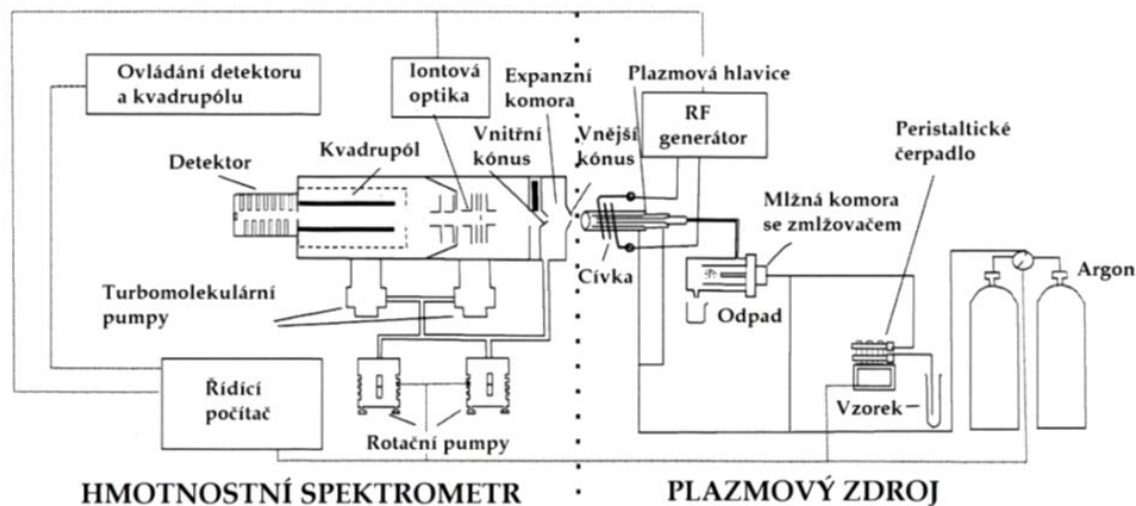 Ovládání detektoru
a kvadrupólu
Iontová
optika
Expanzní
komora
Plazmová hlavice
RF
generátor
Peristaltické
čerpadlo
Detektor
Kvadrupól
Vnitřní
kónus
Vnější
kónus
Mlžná komora
se zmlžovačem
Cívka
Argon
Turbomolekulární
pumpy
Odpad
Řídící
počítač
Vzorek
Rotační pumpy
HMOTNOSTNÍ SPEKTROMETR
PLAZMOVÝ ZDROJ